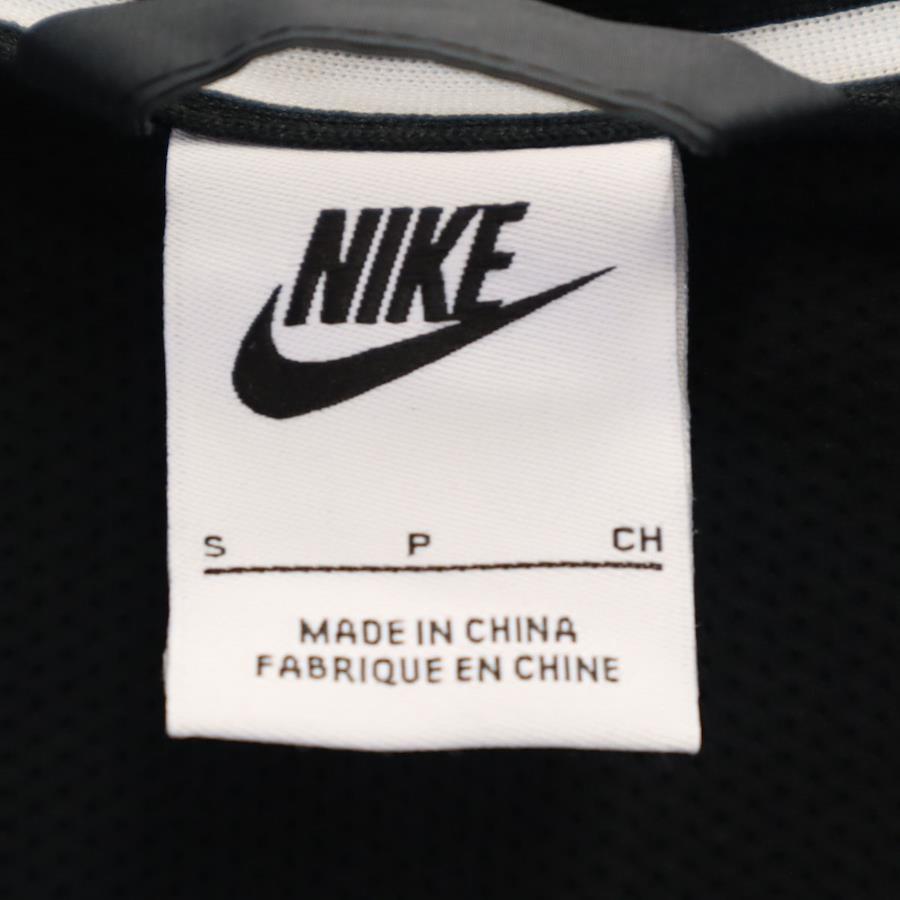 NIKE
S P CH
MADE IN CHINA
FABRIQUE EN CHINE